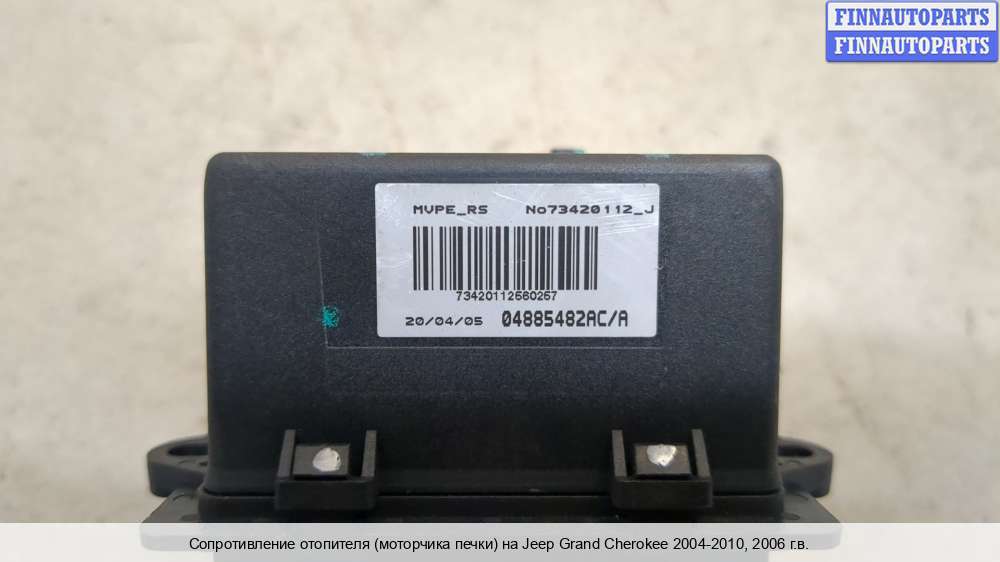 FINNAUTOPARTS
FINNAUTOPARTS
MVPE_RS No73420112_J
73420112560257
20/04/05 04885482AC/A
Сопротивление отопителя (моторчика печки) на Jeep Grand Cherokee 2004-2010, 2006 г.в.